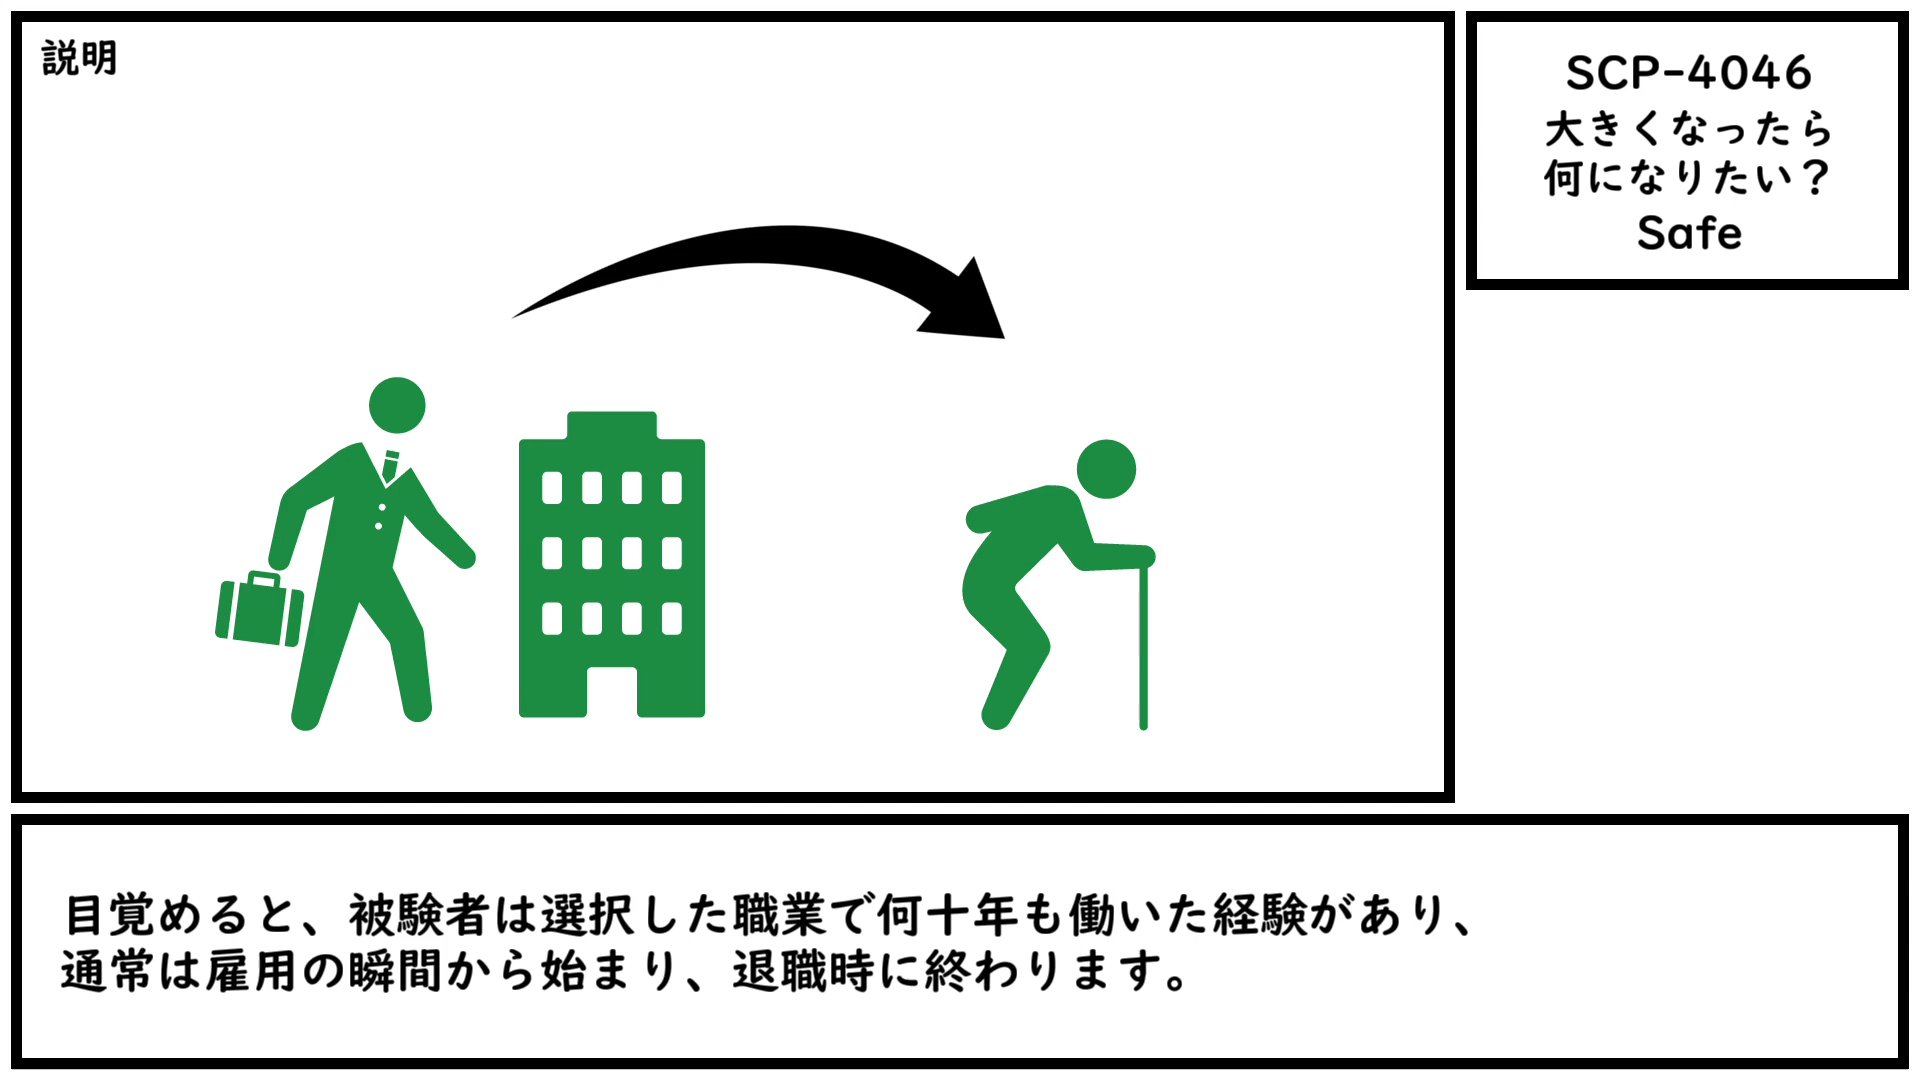 説明
SCP-4046
大きくなったら
何になりたい？
Safe
目覚めると、被験者は選択した職業で何十年も働いた経験があり、
通常は雇用の瞬間から始まり、退職時に終わります。